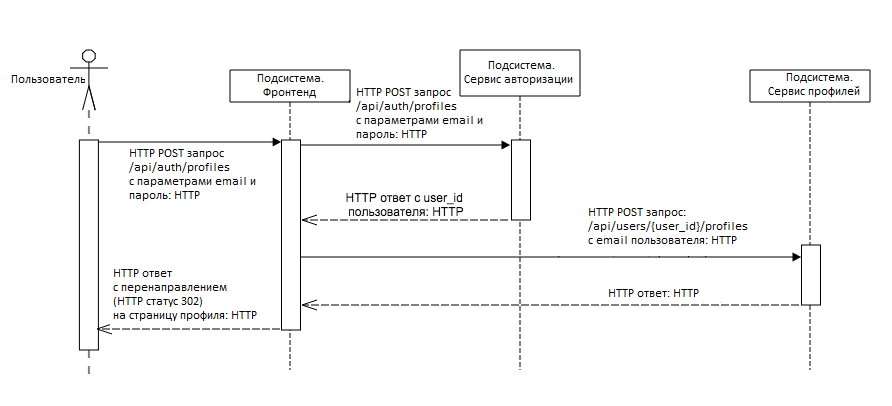 Пользователь
Подсистема.
Фронтенд
Подсистема.
Сервис авторизации
Подсистема.
Сервис профилей
HTTP POST запрос
/api/auth/profiles
с параметрами email и
пароль: HTTP
HTTP POST запрос
/api/auth/profiles
с параметрами email и
пароль: HTTP
HTTP ответ с user_id
пользователя: HTTP
HTTP POST запрос:
/api/users/{user_id}/profiles
с email пользователя: HTTP
HTTP ответ: HTTP
HTTP ответ
с перенаправлением
(HTTP статус 302)
на страницу профиля: HTTP